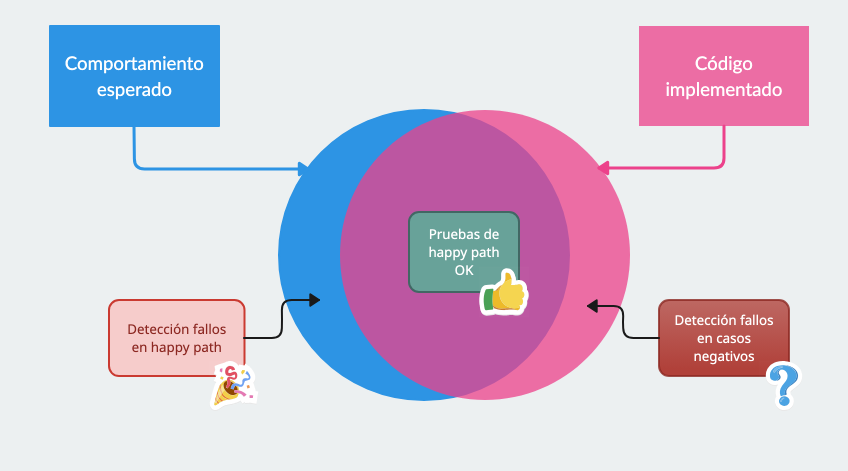 Comportamiento
esperado
Código
implementado
Pruebas de
happy path
OK
Detección fallos
en happy path
Detección fallos
en casos
negativos